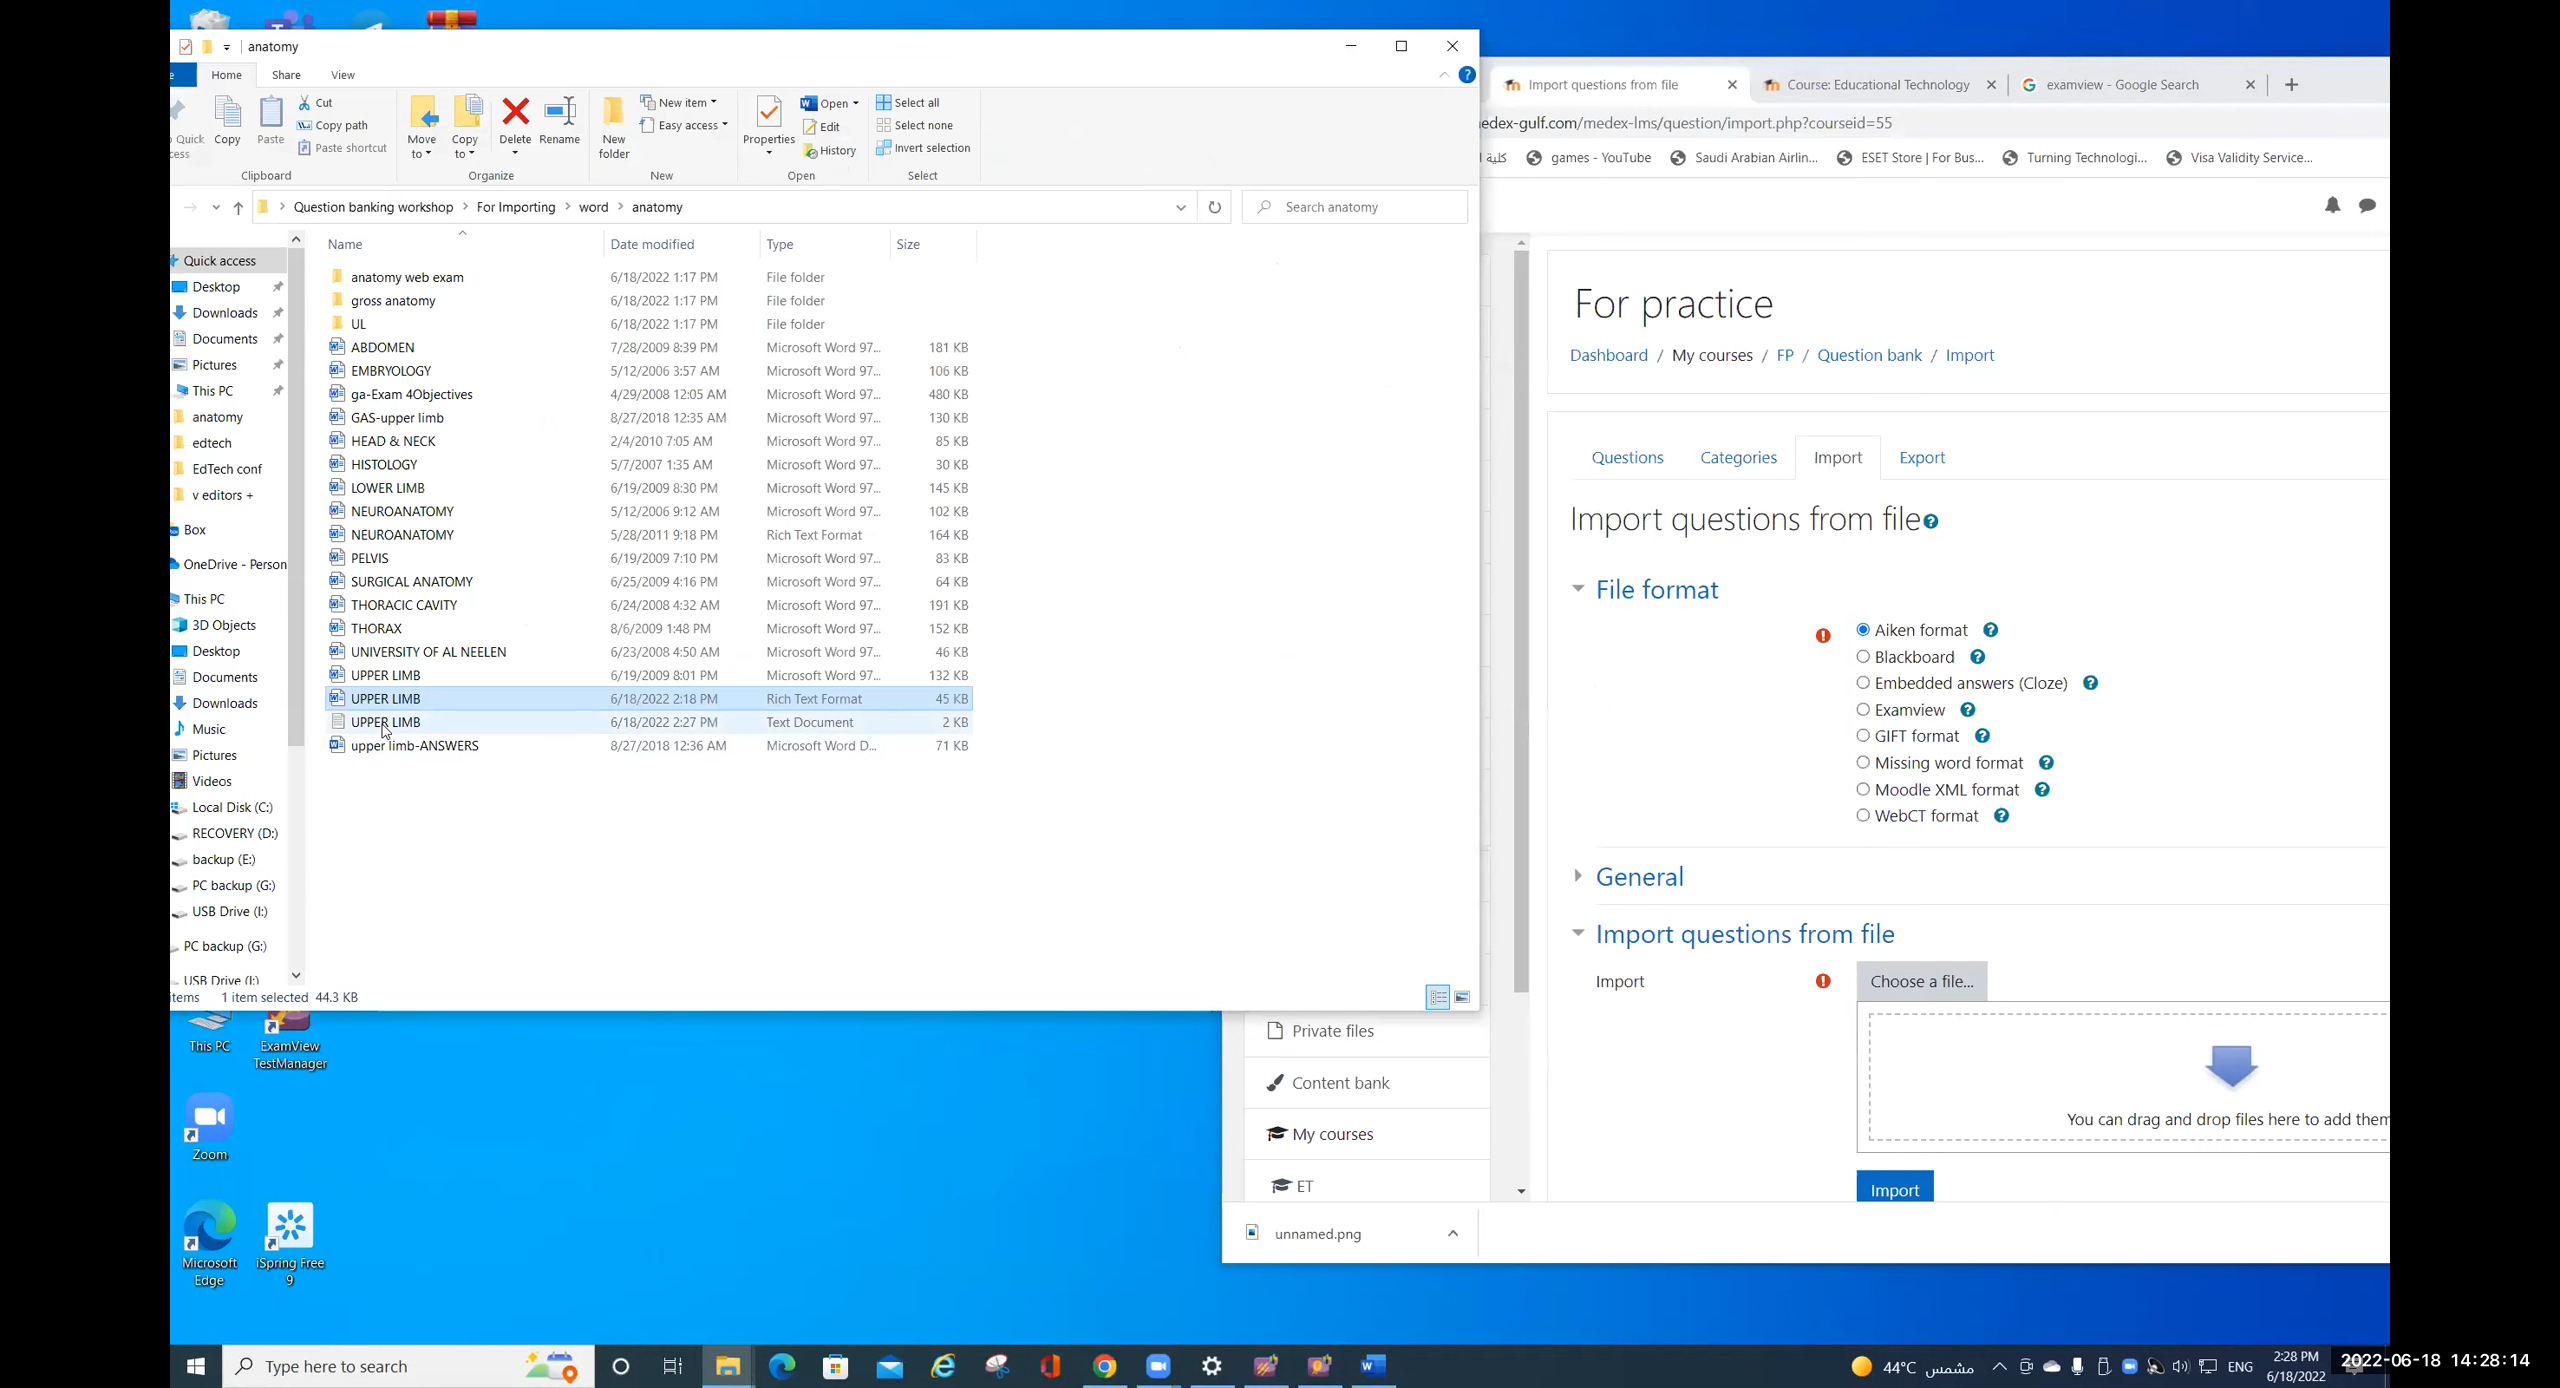 anatomy
Home Share View
Copy Paste Cut
Copy path
Paste shortcut
Clipboard
Move to Copy to Delete Rename
Organize
New folder
New item
Easy access
New
Properties
Open
Edit
History
Open
Select all
Select none
Invert selection
Select
Question banking workshop > For Importing > word > anatomy
Search anatomy
Name Date modified Type Size
anatomy web exam 6/18/2022 1:17 PM File folder
gross anatomy 6/18/2022 1:17 PM File folder
UL 6/18/2022 1:17 PM File folder
ABDOMEN 7/28/2009 8:39 PM Microsoft Word 97... 181 KB
EMBRYOLOGY 5/12/2006 3:57 AM Microsoft Word 97... 106 KB
ga-Exam 4Objectives 4/29/2008 12:05 AM Microsoft Word 97... 480 KB
GAS-upper limb 8/27/2018 12:35 AM Microsoft Word 97... 130 KB
HEAD & NECK 2/4/2010 7:05 AM Microsoft Word 97... 85 KB
HISTOLOGY 5/7/2007 1:35 AM Microsoft Word 97... 30 KB
LOWER LIMB 6/19/2009 8:30 PM Microsoft Word 97... 145 KB
NEUROANATOMY 5/12/2006 9:12 AM Microsoft Word 97... 102 KB
NEUROANATOMY 5/28/2011 9:18 PM Rich Text Format 164 KB
PELVIS 6/19/2009 7:10 PM Microsoft Word 97... 83 KB
SURGICAL ANATOMY 6/25/2009 4:16 PM Microsoft Word 97... 64 KB
THORACIC CAVITY 6/24/2008 4:32 AM Microsoft Word 97... 191 KB
THORAX 8/6/2009 1:48 PM Microsoft Word 97... 152 KB
UNIVERSITY OF AL NEELEN 6/23/2008 4:50 AM Microsoft Word 97... 46 KB
UPPER LIMB 6/19/2009 8:01 PM Microsoft Word 97... 132 KB
UPPER LIMB 6/18/2022 2:18 PM Rich Text Format 45 KB
UPPER LIMB 6/18/2022 2:27 PM Text Document 2 KB
upper limb-ANSWERS 8/27/2018 12:36 AM Microsoft Word D... 71 KB
Quick access
Desktop
Downloads
Documents
Pictures
This PC
anatomy
edtech
EdTech conf
v editors +
Box
OneDrive - Person
This PC
3D Objects
Desktop
Documents
Downloads
Music
Pictures
Videos
Local Disk (C:)
RECOVERY (D:)
backup (E:)
PC backup (G:)
USB Drive (I:)
PC backup (G:)
USB Drive (I:)
items 1 item selected 44.3 KB
Import questions from file
Course: Educational Technology
examview - Google Search
edex-gulf.com/medex-lms/question/import.php?courseid=55
games - YouTube
Saudi Arabian Airlin...
ESET Store | For Bus...
Turning Technologi...
Visa Validity Service...
For practice
Dashboard / My courses / FP / Question bank / Import
Questions Categories Import Export
Import questions from file
File format
Aiken format
Blackboard
Embedded answers (Cloze)
Examview
GIFT format
Missing word format
Moodle XML format
WebCT format
General
Import questions from file
Import
Choose a file...
You can drag and drop files here to add them
Import
Private files
Content bank
My courses
ET
unnamed.png
This PC
ExamView TestManager
Zoom
Microsoft Edge
iSpring Free 9
Type here to search
44°C مشمس
ENG
2:28 PM
6/18/2022
2022-06-18 14:28:14